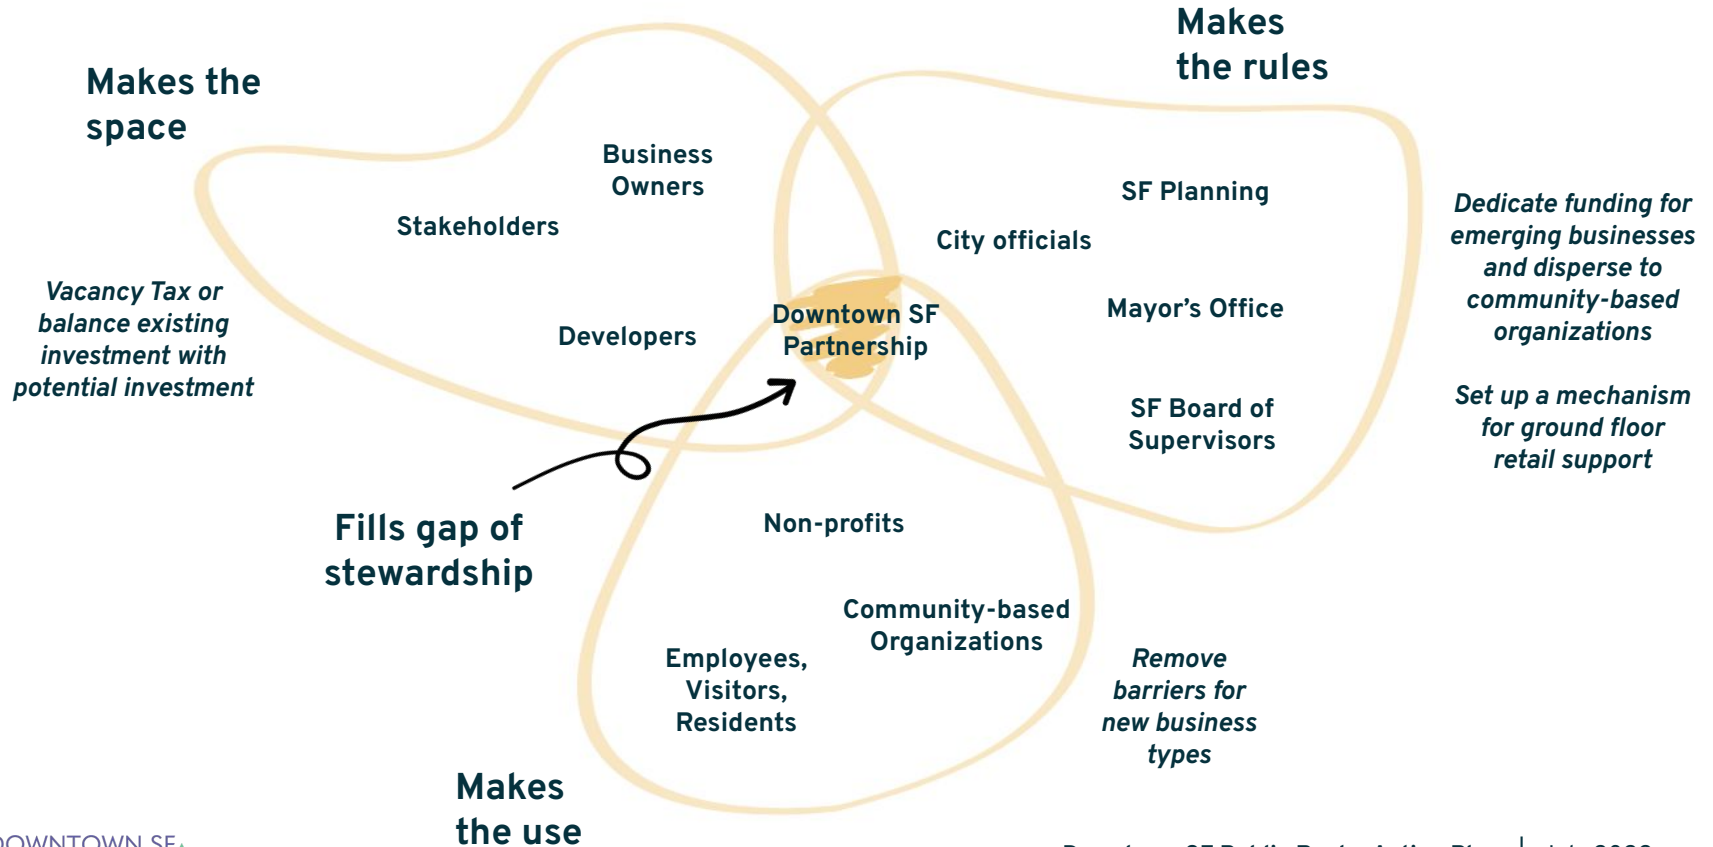 Makes the
space
Makes
the rules
Business
Owners
Stakeholders
Developers
Vacancy Tax or
balance existing
investment with
potential investment
SF Planning
City officials
Mayor's Office
SF Board of
Supervisors
Dedicate funding for
emerging businesses
and disperse to
community-based
organizations
Set up a mechanism
for ground floor
retail support
Downtown SF
Partnership
Fills gap of
stewardship
Non-profits
Community-based
Organizations
Employees,
Visitors,
Residents
Remove
barriers for
new business
types
Makes
the use
DOWNTOWN SF